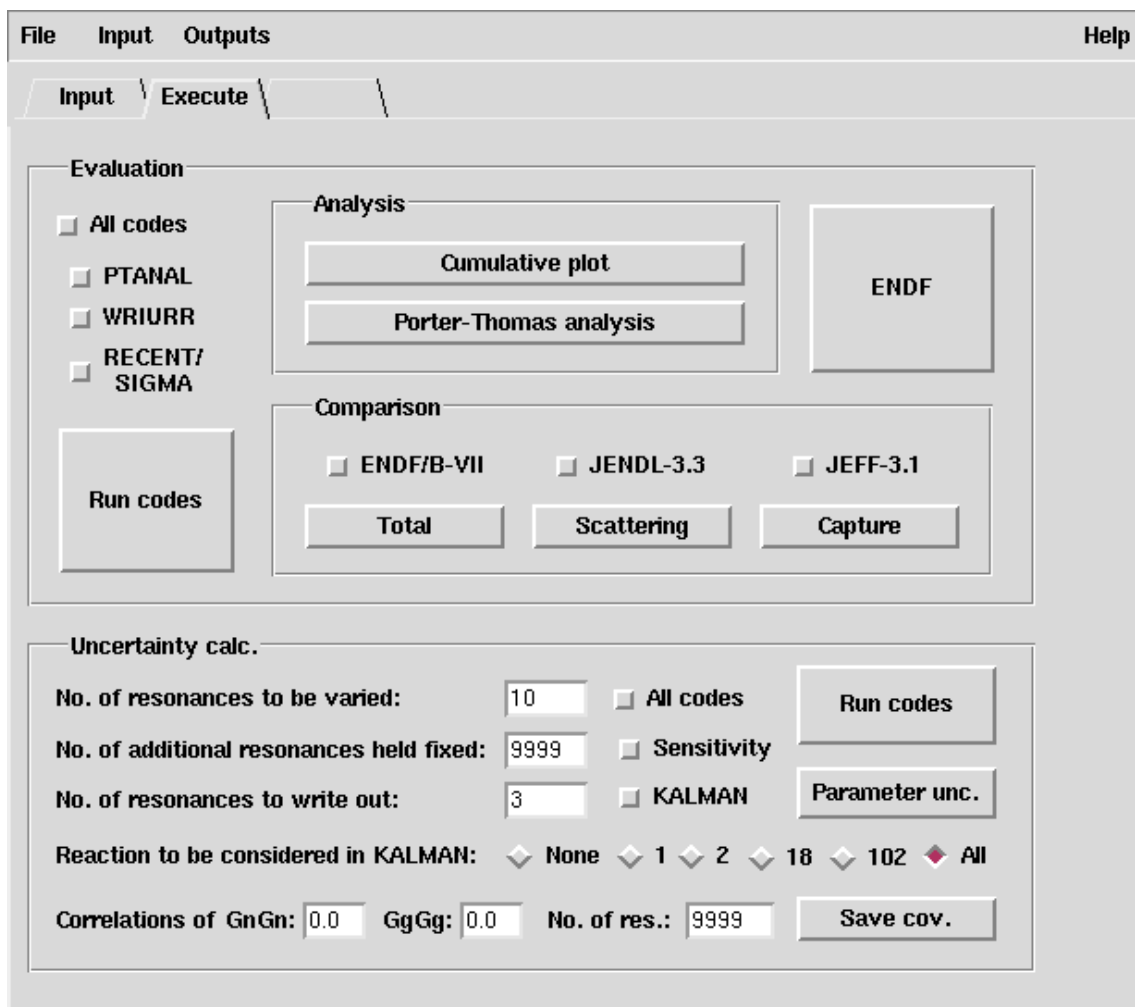 File Input Outputs Help
Input Execute
Evaluation
All codes
PTANAL
WRIURR
RECENT/
SIGMA
Run codes
Analysis
Cumulative plot
Porter-Thomas analysis
ENDF
Comparison
ENDF/B-VII JENDL-3.3 JEFF-3.1
Total Scattering Capture
Uncertainty calc.
No. of resonances to be varied: 10 All codes Run codes
No. of additional resonances held fixed: 9999 Sensitivity
No. of resonances to write out: 3 KALMAN Parameter unc.
Reaction to be considered in KALMAN: None 1 2 18 102 All
Correlations of GnGn: 0.0 GgGg: 0.0 No. of res.: 9999 Save cov.